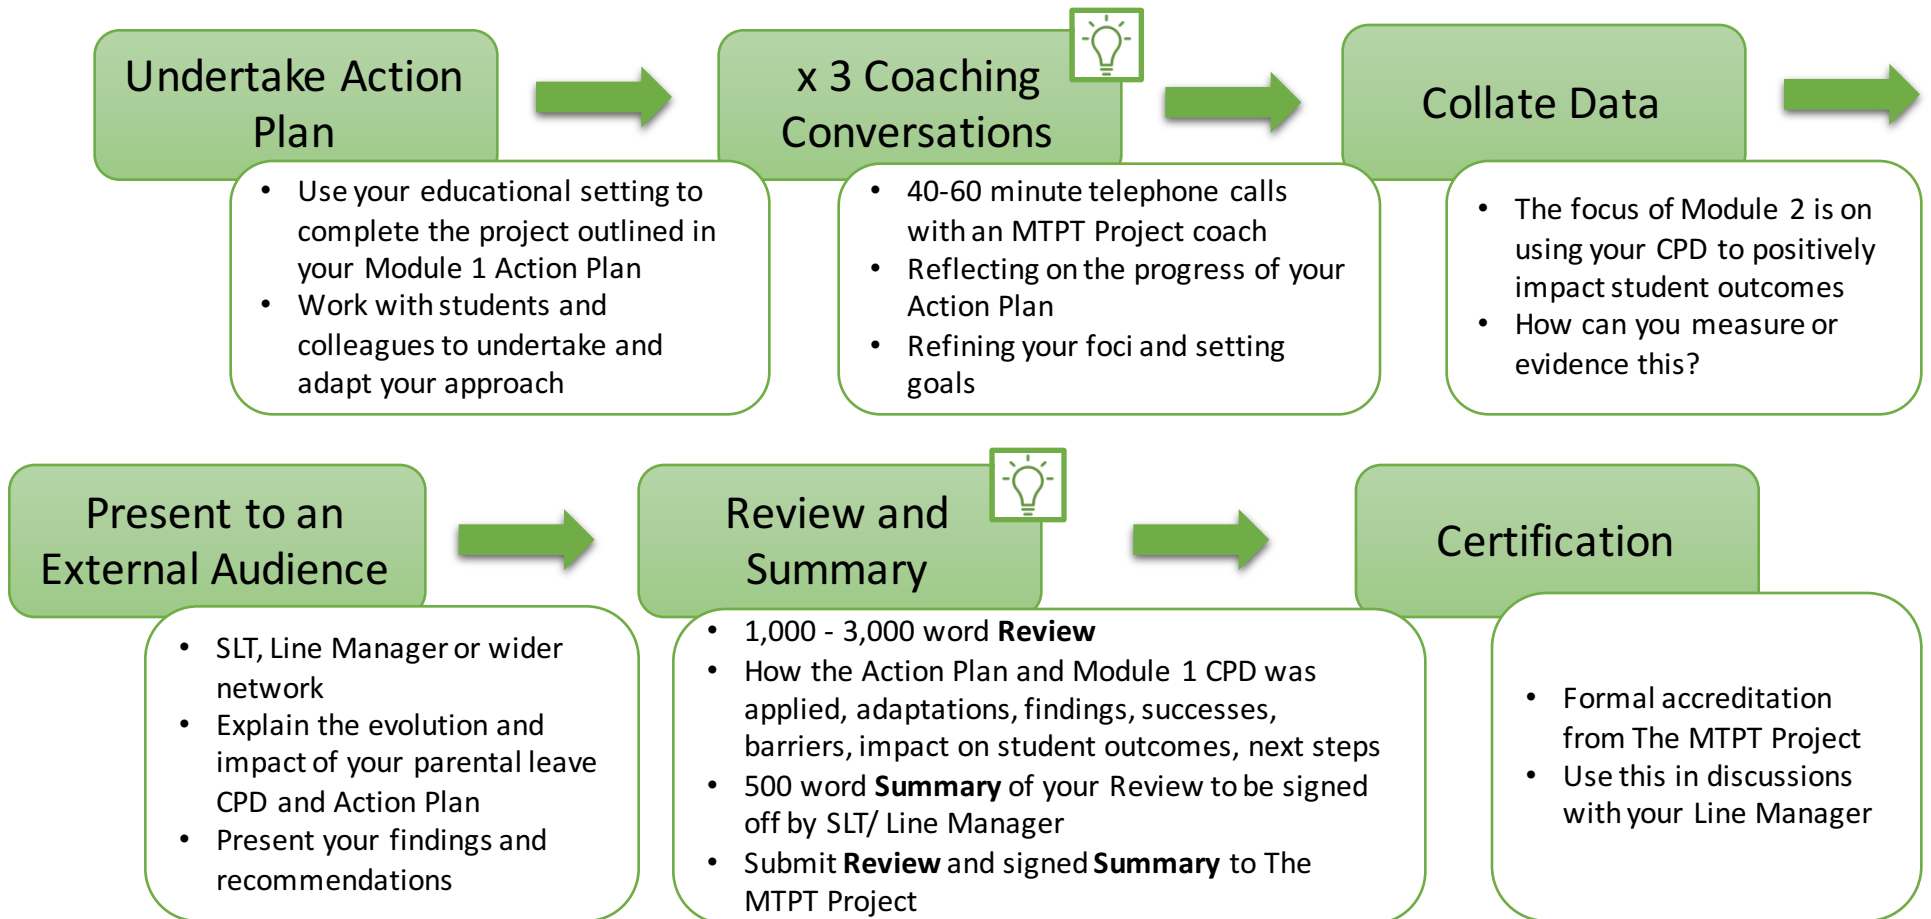 Undertake Action
Plan
• Use your educational setting to
complete the project outlined in
your Module 1 Action Plan
• Work with students and
colleagues to undertake and
adapt your approach
x 3 Coaching
Conversations
• 40-60 minute telephone calls
with an MTPT Project coach
• Reflecting on the progress of your
Action Plan
• Refining your foci and setting
goals
Collate Data
• The focus of Module 2 is on
using your CPD to positively
impact student outcomes
• How can you measure or
evidence this?
Present to an
External Audience
• SLT, Line Manager or wider
network
• Explain the evolution and
impact of your parental leave
CPD and Action Plan
• Present your findings and
recommendations
Review and
Summary
• 1,000 - 3,000 word Review
• How the Action Plan and Module 1 CPD was
applied, adaptations, findings, successes,
barriers, impact on student outcomes, next steps
• 500 word Summary of your Review to be signed
off by SLT/ Line Manager
• Submit Review and signed Summary to The
MTPT Project
Certification
• Formal accreditation
from The MTPT Project
• Use this in discussions
with your Line Manager